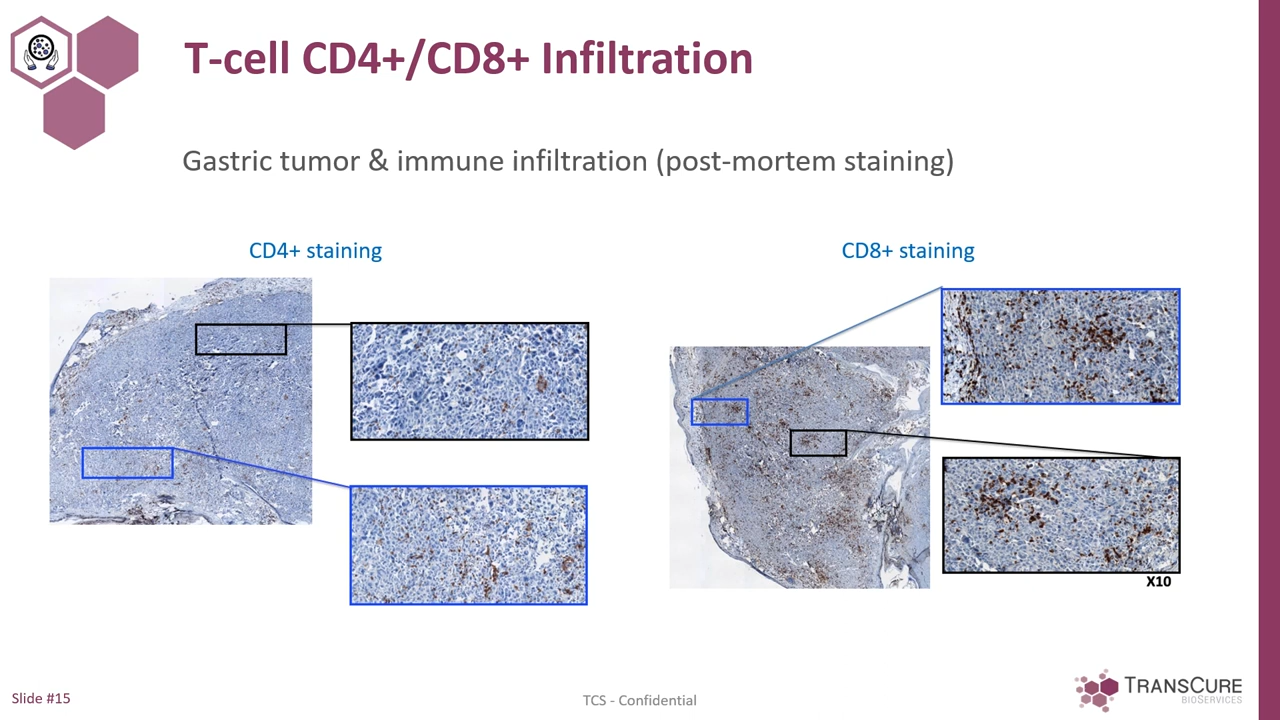 T-cell CD4+/CD8+ Infiltration
Gastric tumor & immune infiltration (post-mortem staining)
CD4+ staining
CD8+ staining
X10
Slide #15
TCS - Confidential
TRANSCURE
BIOSERVICES